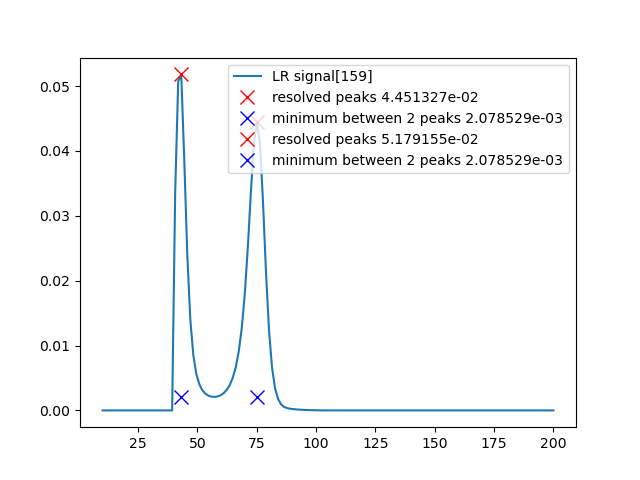 LR signal[159]
resolved peaks 4.451327e-02
minimum between 2 peaks 2.078529e-03
resolved peaks 5.179155e-02
minimum between 2 peaks 2.078529e-03
0.05
0.04
0.03
0.02
0.01
0.00
25 50 75 100 125 150 175 200